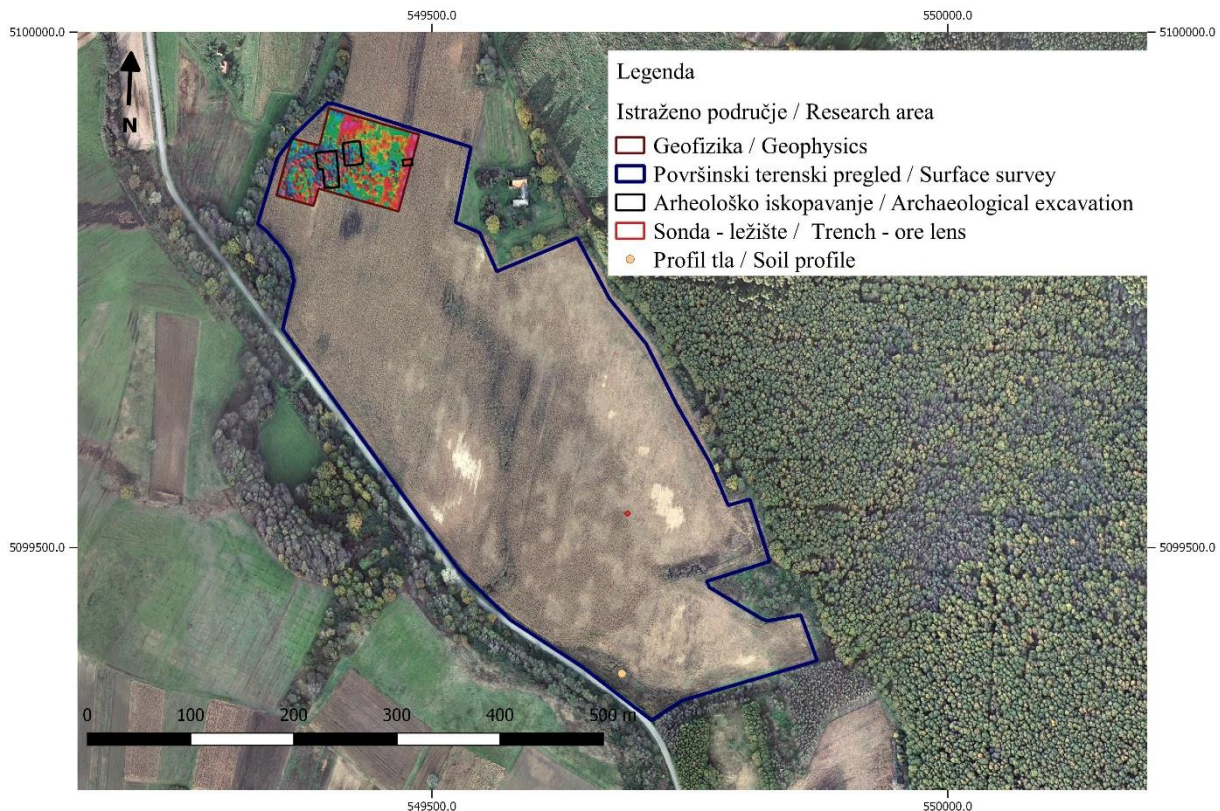 549500.0
550000.0
5100000.0
5100000.0
Legenda
Istraženo područje / Research area
Geofizika / Geophysics
Površinski terenski pregled / Surface survey
Arheološko iskopavanje / Archaeological excavation
Sonda - ležište / Trench - ore lens
Profil tla / Soil profile
N
5099500.0
5099500.0
0 100 200 300 400 500 m
549500.0
550000.0